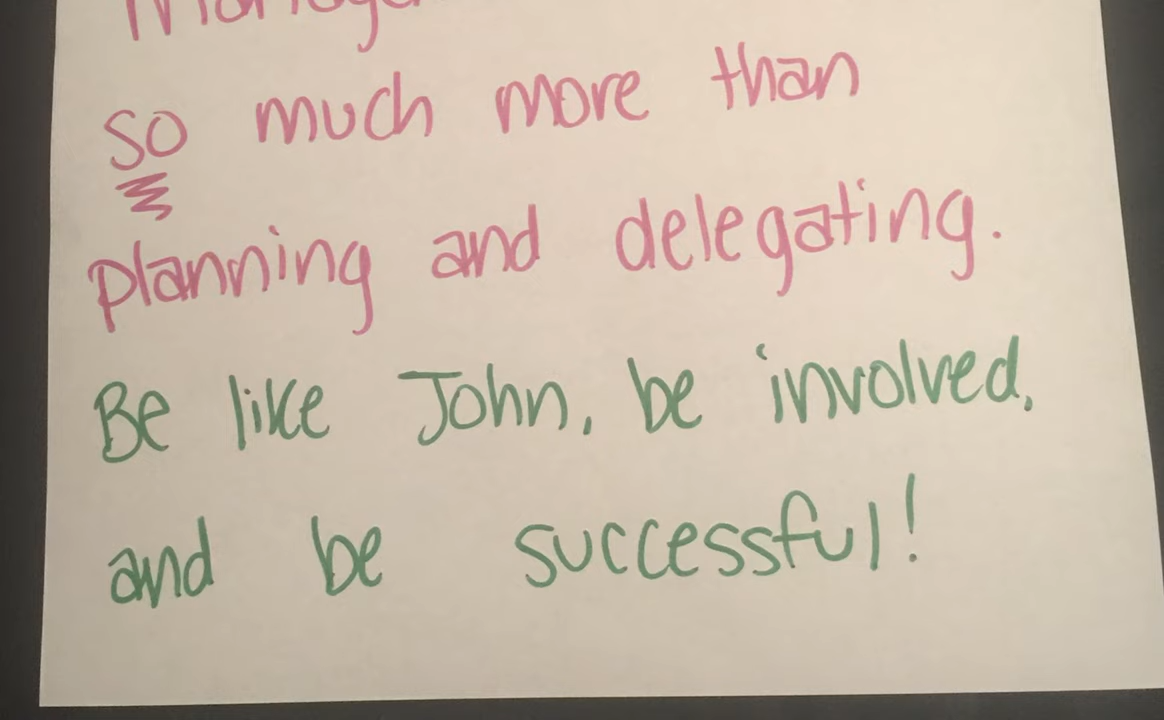 so much more than
planning and delegating.
Be like John, be involved,
and be successful!